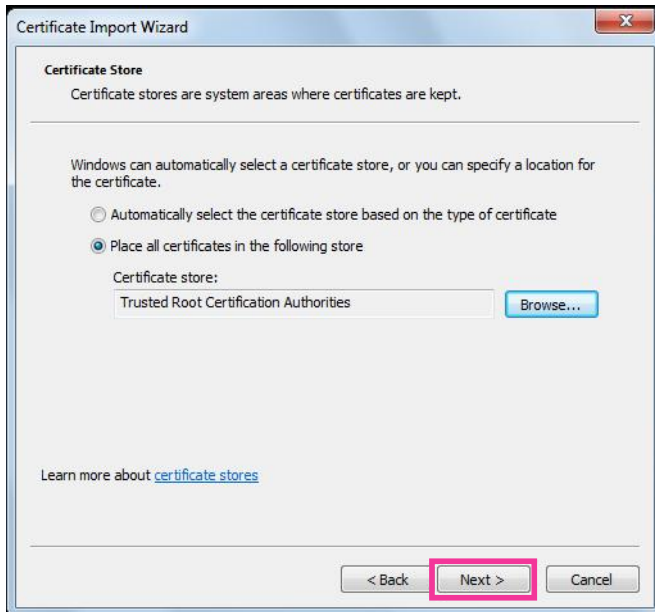 Certificate Import Wizard
Certificate Store
Certificate stores are system areas where certificates are kept.
Windows can automatically select a certificate store, or you can specify a location for
the certificate.
Automatically select the certificate store based on the type of certificate
Place all certificates in the following store
Certificate store:
Trusted Root Certification Authorities
Browse...
Learn more about certificate stores
< Back Next > Cancel